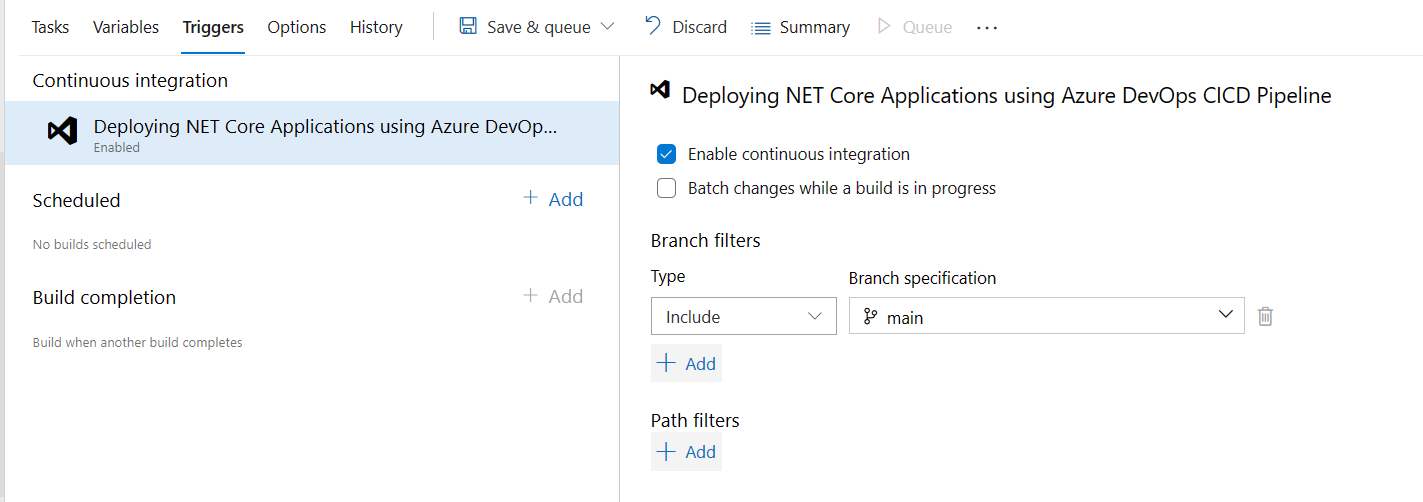 Tasks Variables Triggers Options History Save & queue Discard Summary Queue ...
Continuous integration
Deploying NET Core Applications using Azure DevOp...
Enabled
Scheduled + Add
No builds scheduled
Build completion + Add
Build when another build completes
Deploying NET Core Applications using Azure DevOps CICD Pipeline
Enable continuous integration
Batch changes while a build is in progress
Branch filters
Type Branch specification
Include main
+ Add
Path filters
+ Add